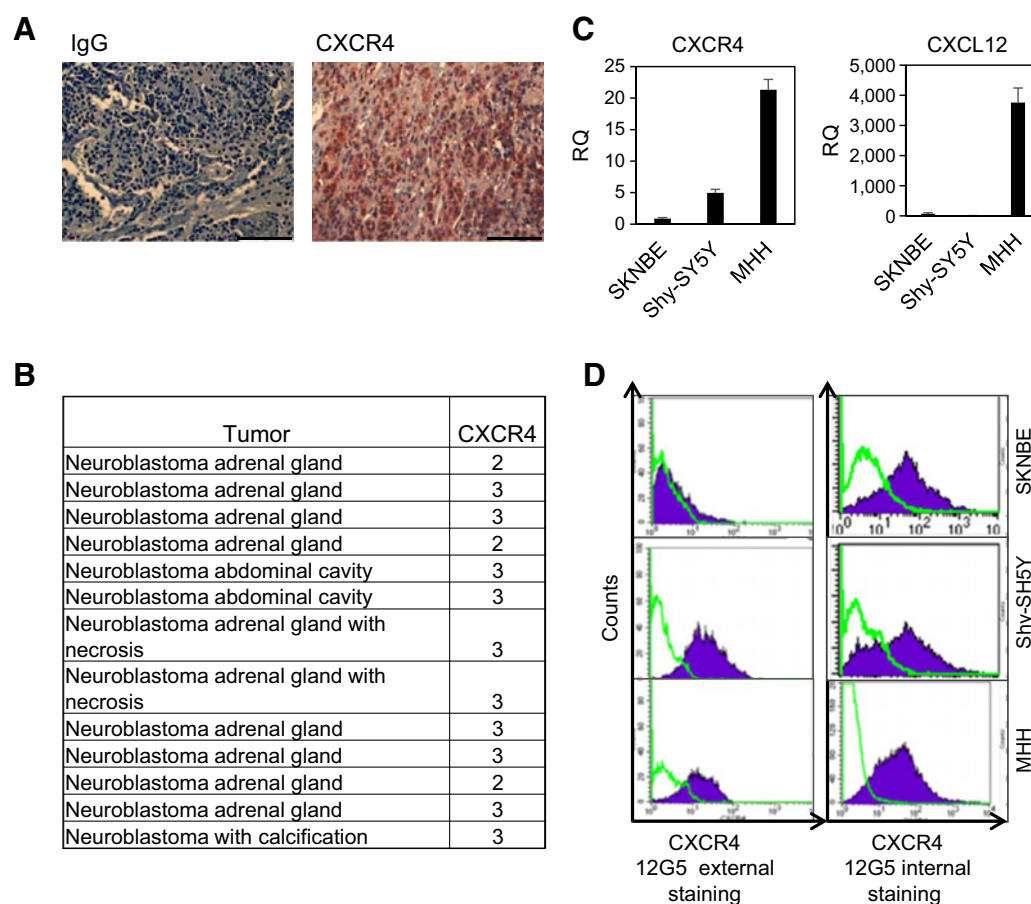 A
IgG
CXCR4
C
CXCR4
CXCL12
RQ
25
20
15
10
5
0
SKNBE
Shy-SY5Y
MHH
RQ
5,000
4,000
3,000
2,000
1,000
0
SKNBE
Shy-SY5Y
MHH
B
Tumor CXCR4
Neuroblastoma adrenal gland 2
Neuroblastoma adrenal gland 3
Neuroblastoma adrenal gland 3
Neuroblastoma adrenal gland 2
Neuroblastoma abdominal cavity 3
Neuroblastoma abdominal cavity 3
Neuroblastoma adrenal gland with
necrosis 3
Neuroblastoma adrenal gland with
necrosis 3
Neuroblastoma adrenal gland 3
Neuroblastoma adrenal gland 3
Neuroblastoma adrenal gland 2
Neuroblastoma adrenal gland 3
Neuroblastoma with calcification 3
D
Counts
SKNBE
Shy-SH5Y
MHH
CXCR4
12G5 external
staining
CXCR4
12G5 internal
staining